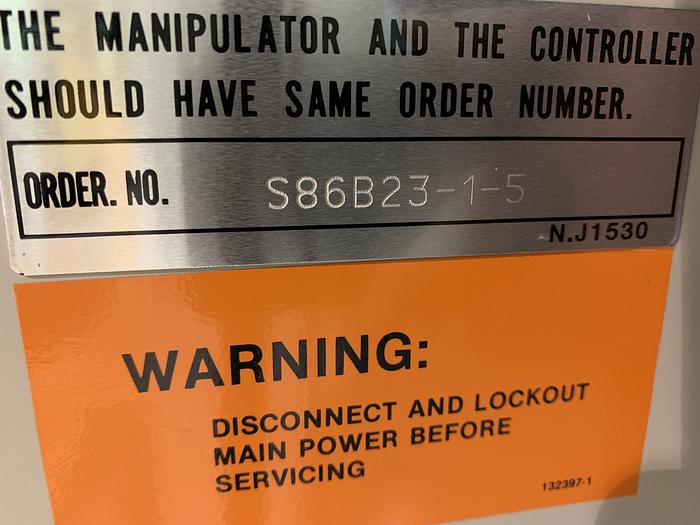 THE MANIPULATOR AND THE CONTROLLER
SHOULD HAVE SAME ORDER NUMBER.
ORDER. NO. S86B23-1-5
N.J1530
WARNING:
DISCONNECT AND LOCKOUT
MAIN POWER BEFORE
SERVICING
132397-1